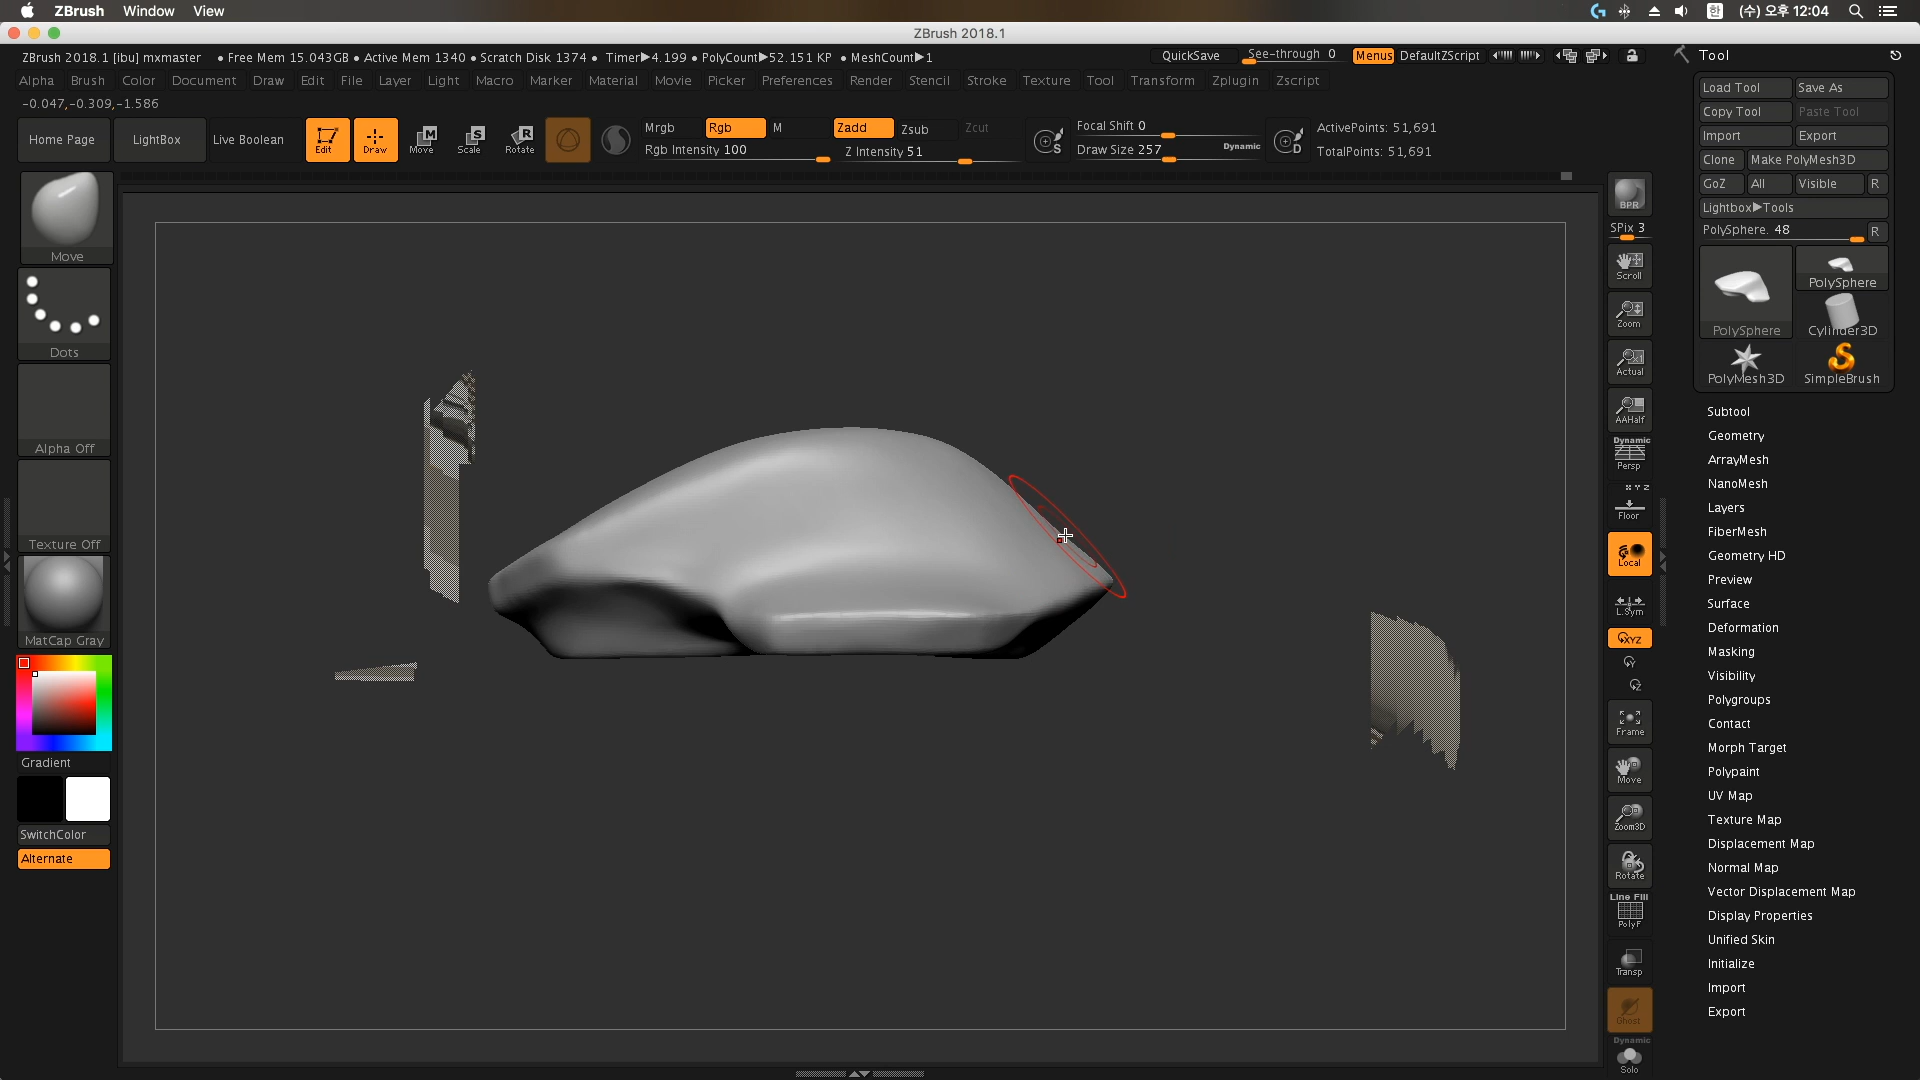 ZBrush Window View
한 (수) 오후 12:04
ZBrush 2018.1
ZBrush 2018.1 [ibu] mxmaster • Free Mem 15.043GB • Active Mem 1340 • Scratch Disk 1374 • Timer▶4.199 • PolyCount▶52.151 KP • MeshCount▶1
QuickSave See-through 0 Menus DefaultZScript
Alpha Brush Color Document Draw Edit File Layer Light Macro Marker Material Movie Picker Preferences Render Stencil Stroke Texture Tool Transform Zplugin Zscript
-0.047,-0.309,-1.586
Home Page LightBox Live Boolean Edit Draw M Move S Scale R Rotate
Mrgb Rgb M Zadd Zsub Zcut
Rgb Intensity 100 Z Intensity 51
S Focal Shift 0
Draw Size 257 Dynamic D
ActivePoints: 51,691
TotalPoints: 51,691
Move
Dots
Alpha Off
Texture Off
MatCap Gray
Gradient
SwitchColor
Alternate
BPR
SPix 3
Scroll
Zoom
Actual
AAHalf
Dynamic
Persp
X Y Z
Floor
Local
L.Sym
XYZ
Y
Z
Frame
Move
Zoom3D
Rotate
Line Fill
PolyF
Transp
Ghost
Dynamic
Solo
Tool
Load Tool Save As
Copy Tool Paste Tool
Import Export
Clone Make PolyMesh3D
GoZ All Visible R
Lightbox▶Tools
PolySphere. 48 R
PolySphere
PolySphere Cylinder3D
PolyMesh3D SimpleBrush
Subtool
Geometry
ArrayMesh
NanoMesh
Layers
FiberMesh
Geometry HD
Preview
Surface
Deformation
Masking
Visibility
Polygroups
Contact
Morph Target
Polypaint
UV Map
Texture Map
Displacement Map
Normal Map
Vector Displacement Map
Display Properties
Unified Skin
Initialize
Import
Export